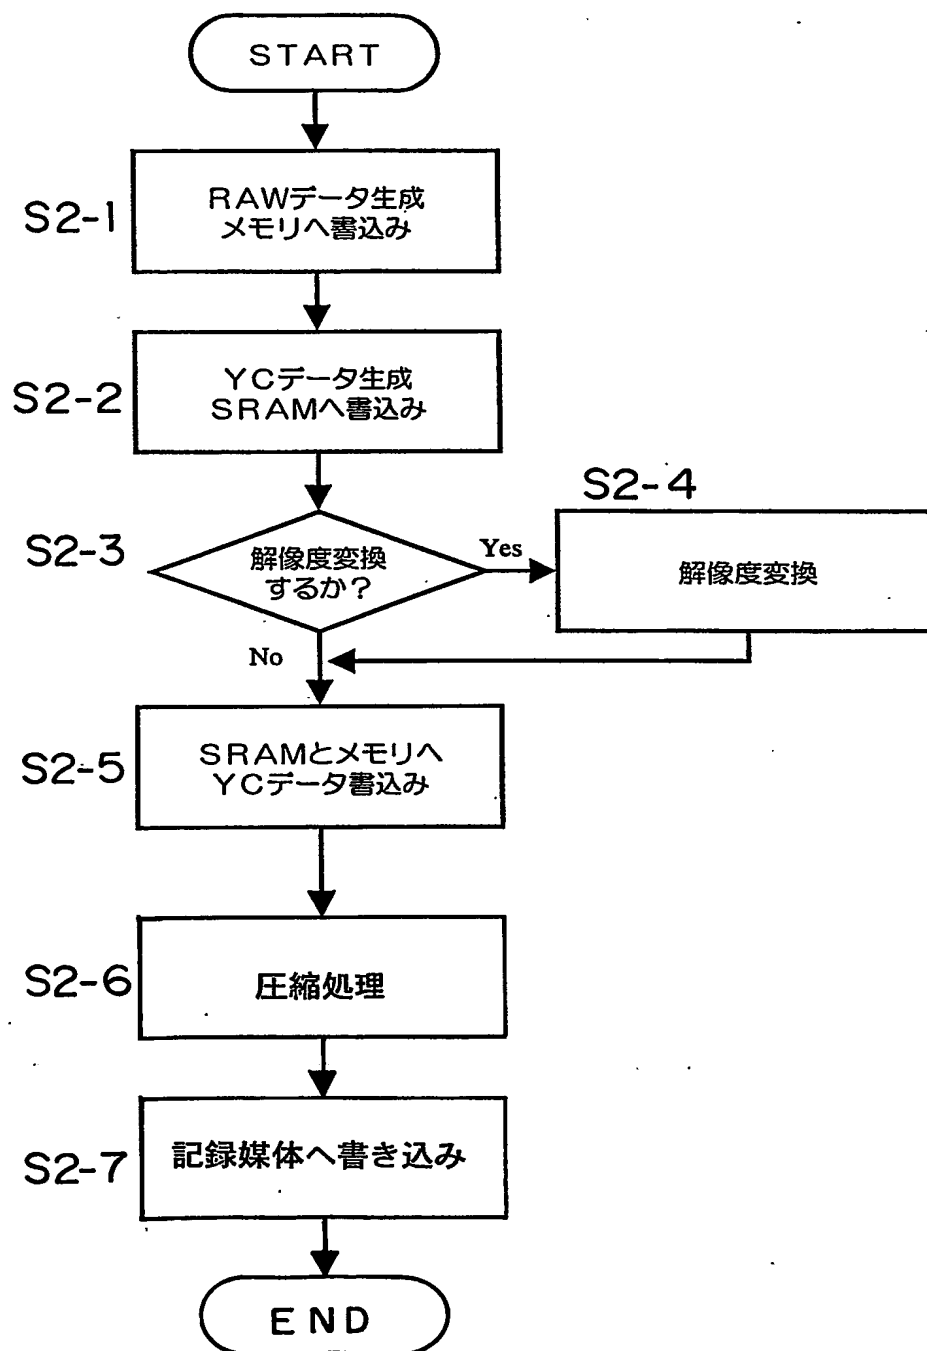 START
S2-1
RAWデータ生成
メモリへ書込み
S2-2
YCデータ生成
SRAMへ書込み
S2-3
解像度変換
するか？
Yes
S2-4
解像度変換
No
S2-5
SRAMとメモリへ
YCデータ書込み
S2-6
圧縮処理
S2-7
記録媒体へ書き込み
END